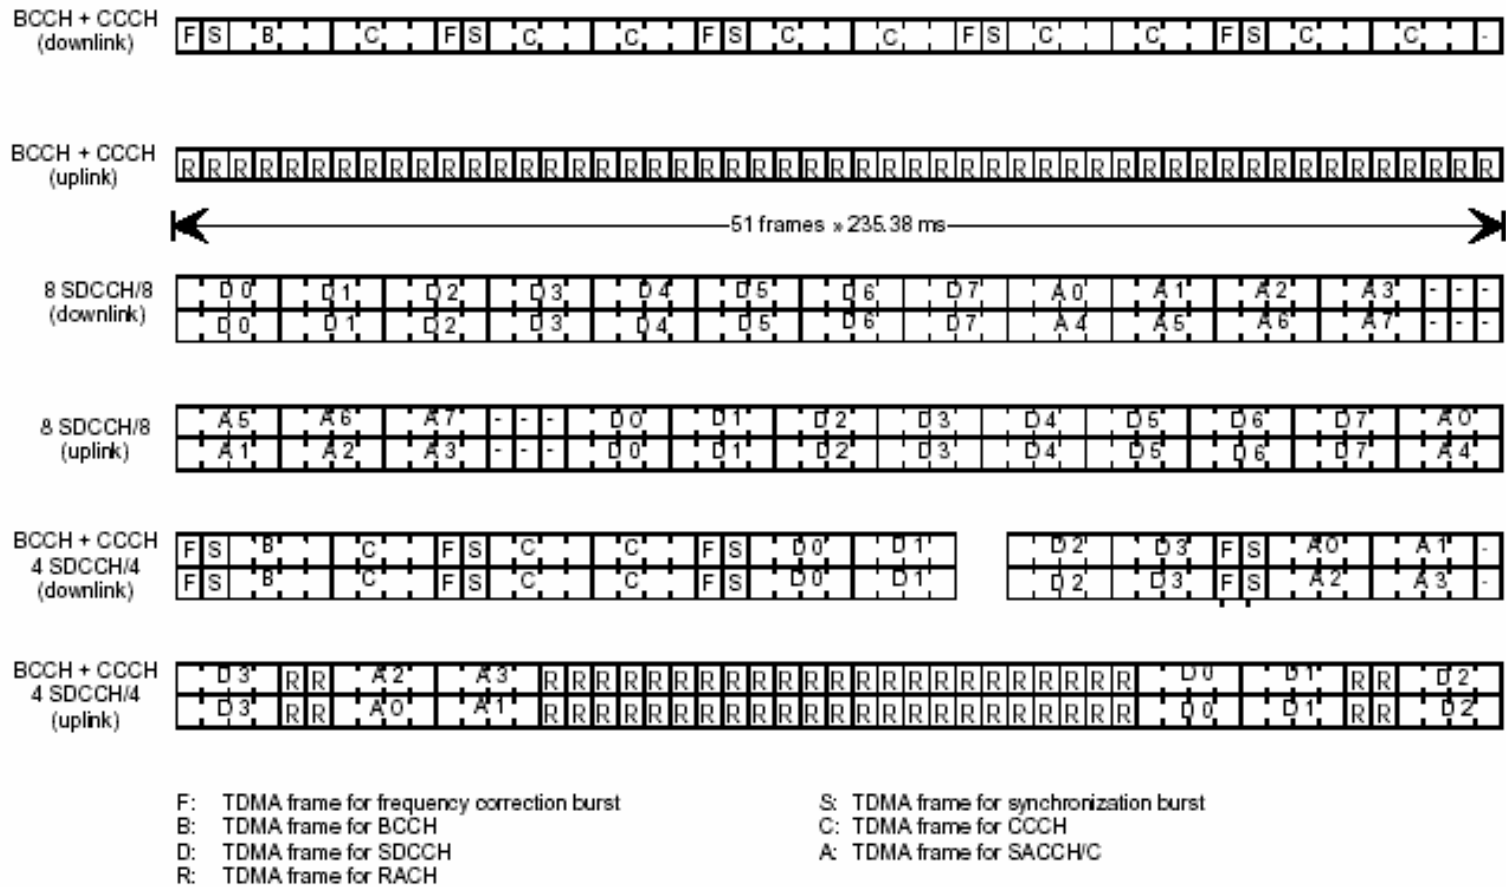 BCCH + CCCH
(downlink)
F S B C F S C C F S C C F S C C F S C C -
BCCH + CCCH
(uplink)
R R R R R R R R R R R R R R R R R R R R R R R R R R R R R R R R R R R R R R R R R R R R R R R R R R R
51 frames » 235.38 ms
8 SDCCH/8
(downlink)
D 0 D 1 D 2 D 3 D 4 D 5 D 6 D 7 A 0 A 1 A 2 A 3 - - -
D 0 D 1 D 2 D 3 D 4 D 5 D 6 D 7 A 4 A 5 A 6 A 7 - - -
8 SDCCH/8
(uplink)
A 5 A 6 A 7 - - - D 0 D 1 D 2 D 3 D 4 D 5 D 6 D 7 A 0
A 1 A 2 A 3 - - - D 0 D 1 D 2 D 3 D 4 D 5 D 6 D 7 A 4
BCCH + CCCH
4 SDCCH/4
(downlink)
F S B C F S C C F S D 0 D 1 D 2 D 3 F S A 0 A 1 -
F S B C F S C C F S D 0 D 1 D 2 D 3 F S A 2 A 3 -
BCCH + CCCH
4 SDCCH/4
(uplink)
D 3 R R A 2 A 3 R R R R R R R R R R R R R R R R R R R R R R R D 0 D 1 R R D 2
D 3 R R A 0 A 1 R R R R R R R R R R R R R R R R R R R R R R R D 0 D 1 R R D 2
F: TDMA frame for frequency correction burst
S: TDMA frame for synchronization burst
B: TDMA frame for BCCH
C: TDMA frame for CCCH
D: TDMA frame for SDCCH
A: TDMA frame for SACCH/C
R: TDMA frame for RACH